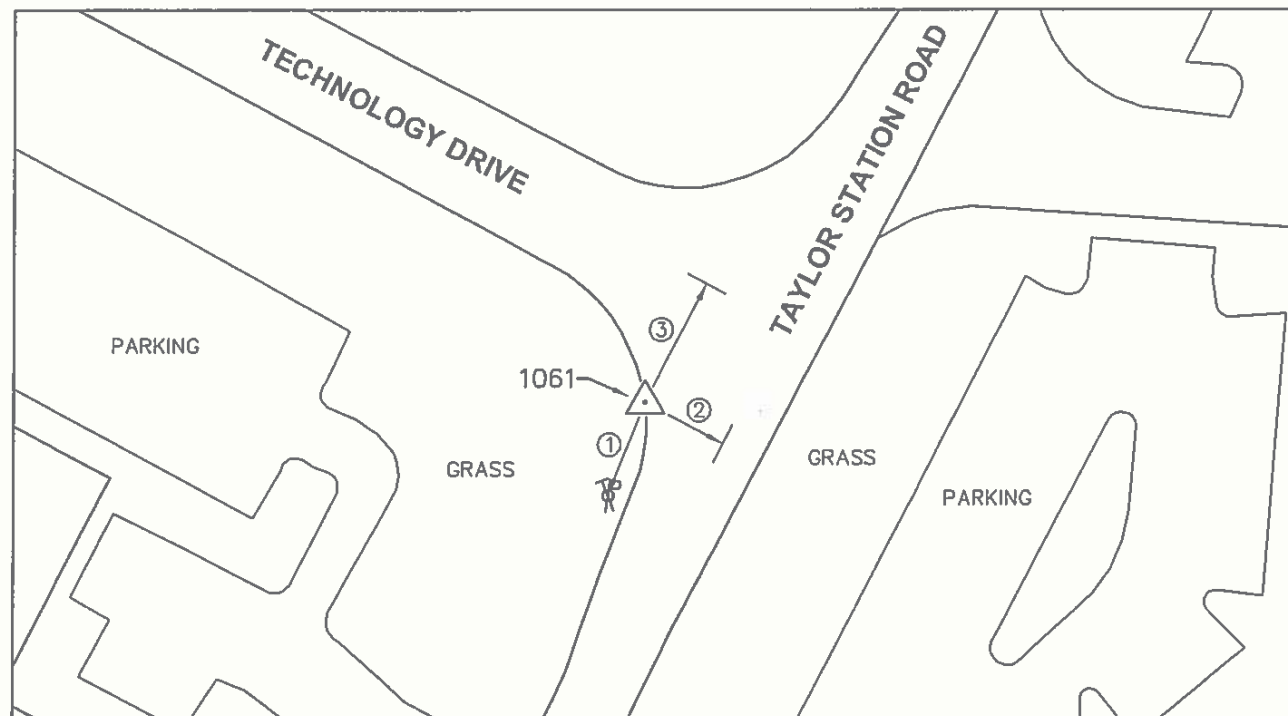 TECHNOLOGY DRIVE
TAYLOR STATION ROAD
PARKING
③
1061
②
①
GRASS
GRASS
PARKING